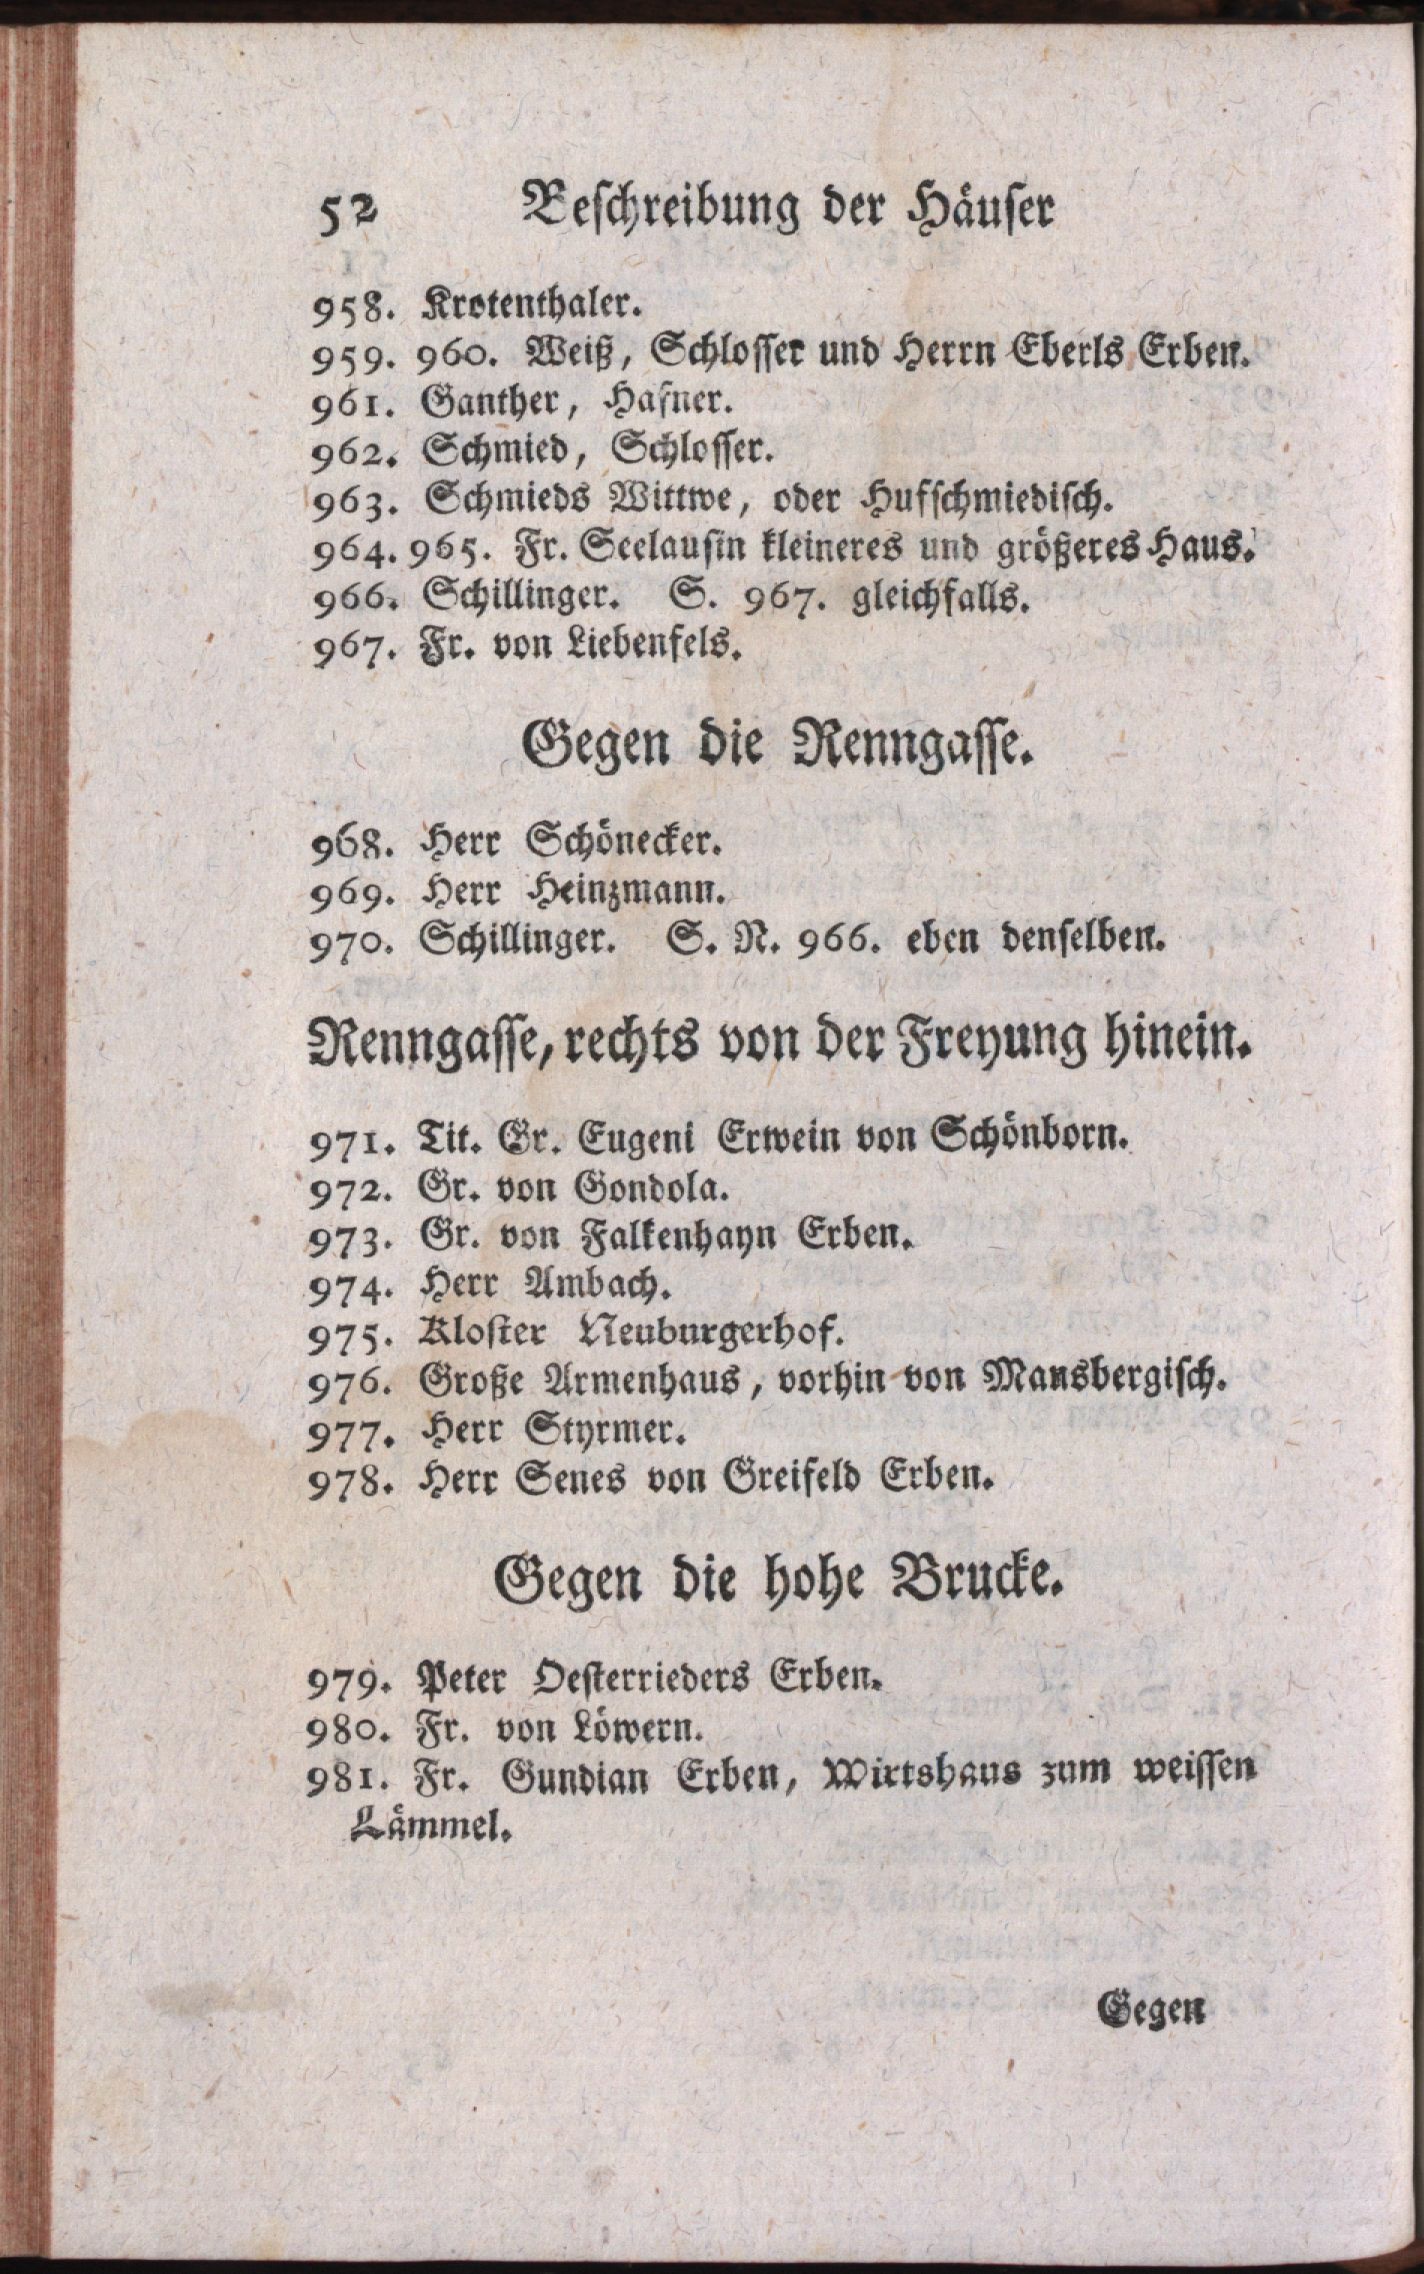 52 Beschreibung der Häuser
958. Krotenthaler.
959. 960. Weiß, Schlosser und Herrn Eberls Erben.
961. Ganther, Hafner.
962. Schmied, Schlosser.
963. Schmieds Wittwe, oder Hufschmiedisch.
964. 965. Fr. Seelausin kleineres und größeres Haus.
966. Schillinger. S. 967. gleichfalls.
967. Fr. von Liebenfels.
Gegen die Renngasse.
968. Herr Schönecker.
969. Herr Heinzmann.
970. Schillinger. S. N. 966. eben denselben.
Renngasse, rechts von der Freyung hinein.
971. Tit. Gr. Eugeni Erwein von Schönborn.
972. Gr. von Gondola.
973. Gr. von Falkenhayn Erben.
974. Herr Ambach.
975. Kloster Neuburgerhof.
976. Große Armenhaus, vorhin von Mansbergisch.
977. Herr Styrmer.
978. Herr Senes von Greifeld Erben.
Gegen die hohe Brucke.
979. Peter Oesterrieders Erben.
980. Fr. von Löwern.
981. Fr. Gundian Erben, Wirtshaus zum weissen
Lämmel.
Gegen